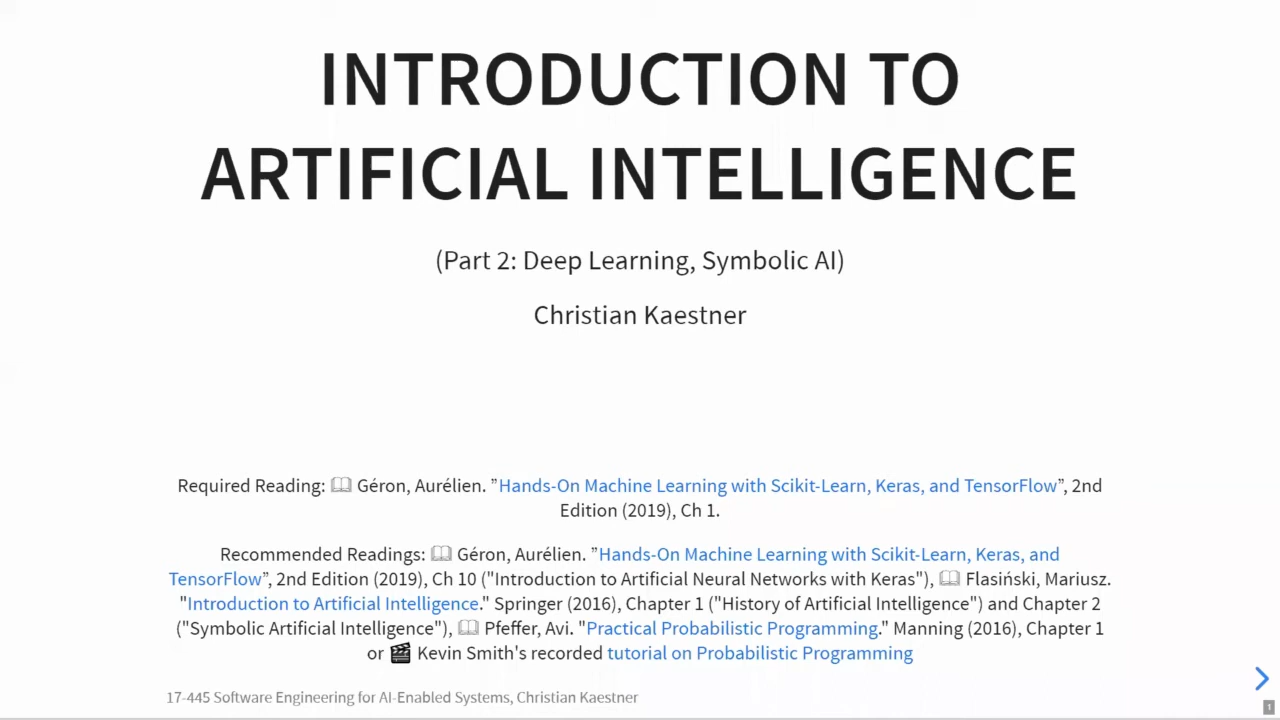 INTRODUCTION TO
ARTIFICIAL INTELLIGENCE
(Part 2: Deep Learning, Symbolic AI)
Christian Kaestner
Required Reading: 🕮 Géron, Aurélien. ”Hands-On Machine Learning with Scikit-Learn, Keras, and TensorFlow”, 2nd
Edition (2019), Ch 1.
Recommended Readings: 🕮 Géron, Aurélien. ”Hands-On Machine Learning with Scikit-Learn, Keras, and
TensorFlow”, 2nd Edition (2019), Ch 10 ("Introduction to Artificial Neural Networks with Keras"), 🕮 Flasiński, Mariusz.
"Introduction to Artificial Intelligence." Springer (2016), Chapter 1 ("History of Artificial Intelligence") and Chapter 2
("Symbolic Artificial Intelligence"), 🕮 Pfeffer, Avi. "Practical Probabilistic Programming." Manning (2016), Chapter 1
or 🎬 Kevin Smith's recorded tutorial on Probabilistic Programming
17-445 Software Engineering for AI-Enabled Systems, Christian Kaestner
1